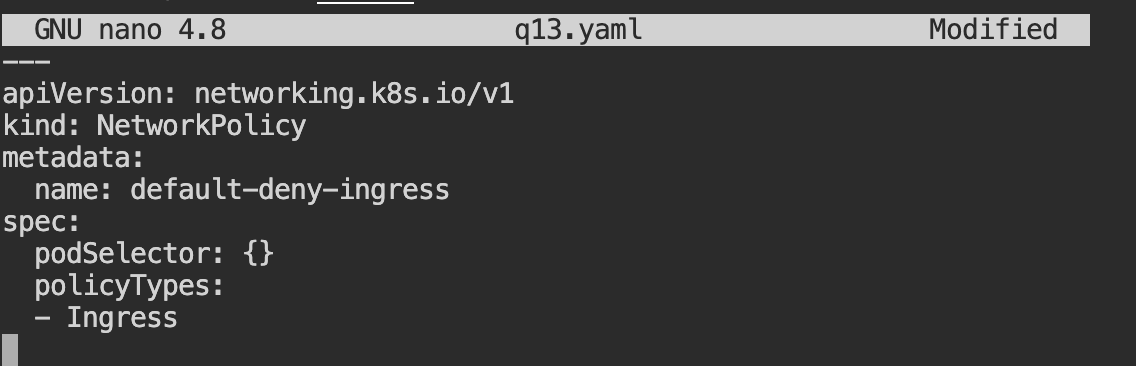 GNU nano 4.8 q13.yaml Modified
---
apiVersion: networking.k8s.io/v1
kind: NetworkPolicy
metadata:
  name: default-deny-ingress
spec:
  podSelector: {}
  policyTypes:
  - Ingress